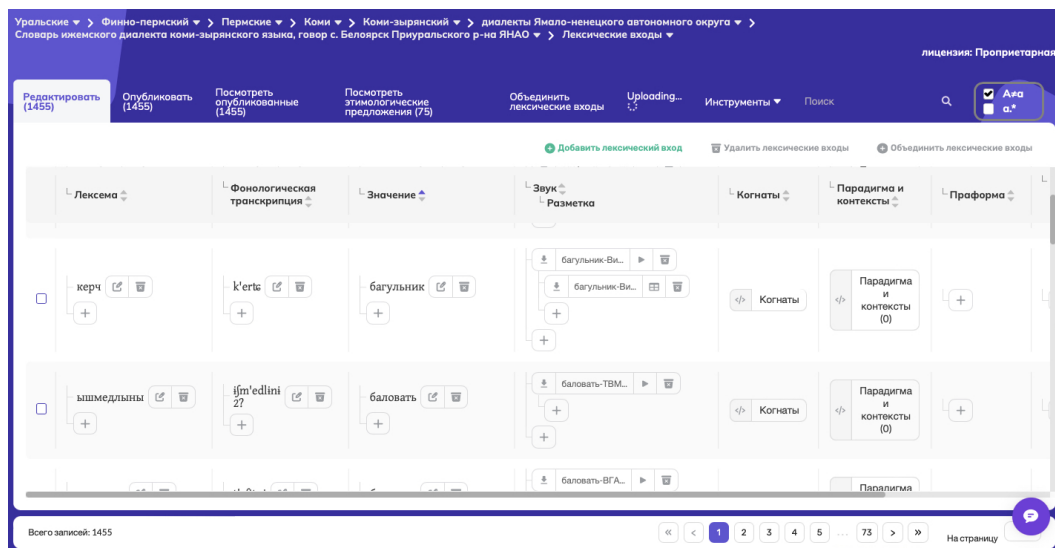 Уральские > Финно-пермский > Пермские > Коми > Коми-зырянский > диалекты Ямало-ненецкого автономного округа >
Словарь ижемского диалекта коми-зырянского языка, говор с. Белоярск Приуральского р-на ЯНАО > Лексические входы
лицензия: Проприетарная
Редактировать (1455)
Опубликовать (1455)
Посмотреть опубликованные (1455)
Посмотреть этимологические предложения (75)
Объединить лексические входы
Uploading...
Инструменты
Поиск
A≠a
a.*
Добавить лексический вход
Удалить лексические входы
Объединить лексические входы
Лексема
Фонологическая транскрипция
Значение
Звук
Разметка
Когнаты
Парадигма и контексты
Праформа
керч
k'ertɕ
багульник
багульник-Ви...
багульник-Ви...
</> Когнаты
</> Парадигма и контексты (0)
ышмедлыны
ɨʃm'edlɨnɨ 2?
баловать
баловать-ТВМ...
</> Когнаты
</> Парадигма и контексты (0)
баловать-ВГА...
Парадигма
Всего записей: 1455
« < 1 2 3 4 5 ... 73 > »
На страницу